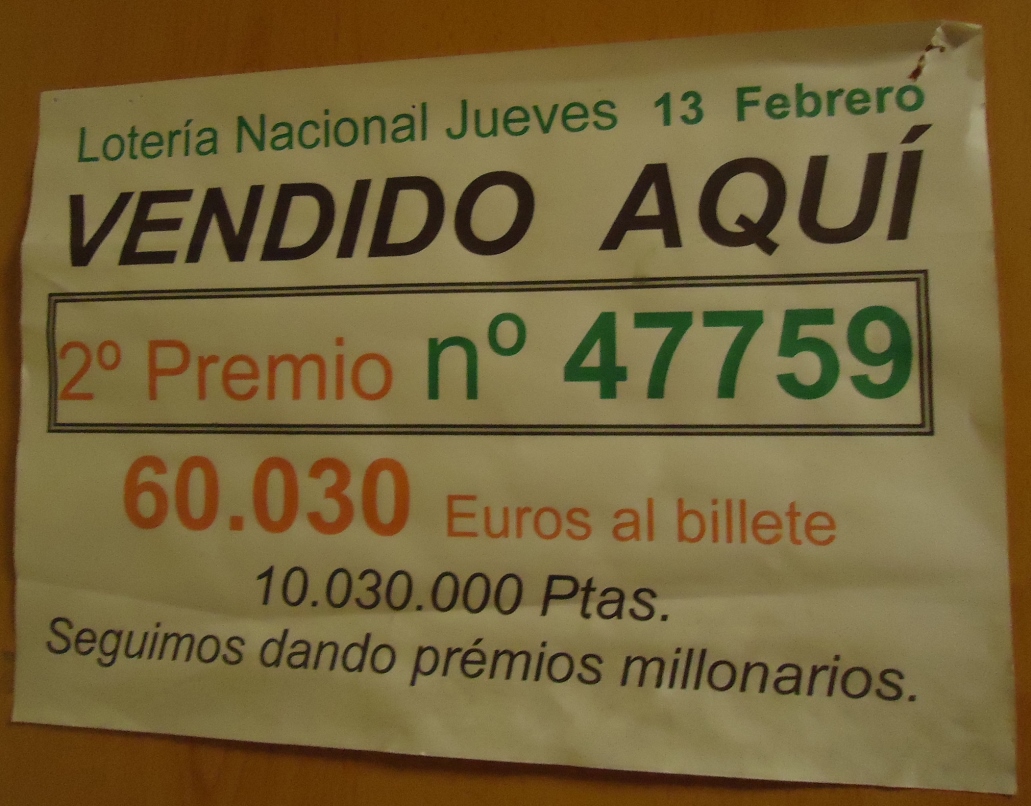 Lotería Nacional Jueves 13 Febrero
VENDIDO AQUÍ
2º Premio nº 47759
60.030 Euros al billete
10.030.000 Ptas.
Seguimos dando prémios millonarios.